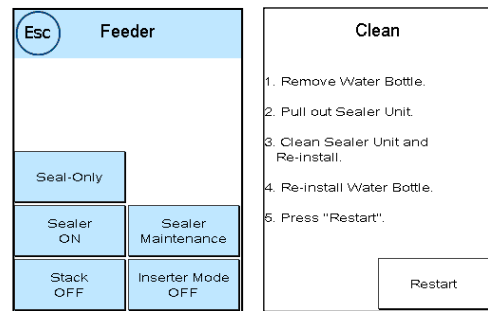 Esc
Feeder
Seal-Only
Sealer
ON
Sealer
Maintenance
Stack
OFF
Inserter Mode
OFF
Clean
1. Remove Water Bottle.
2. Pull out Sealer Unit.
3. Clean Sealer Unit and
Re-install.
4. Re-install Water Bottle.
5. Press "Restart".
Restart